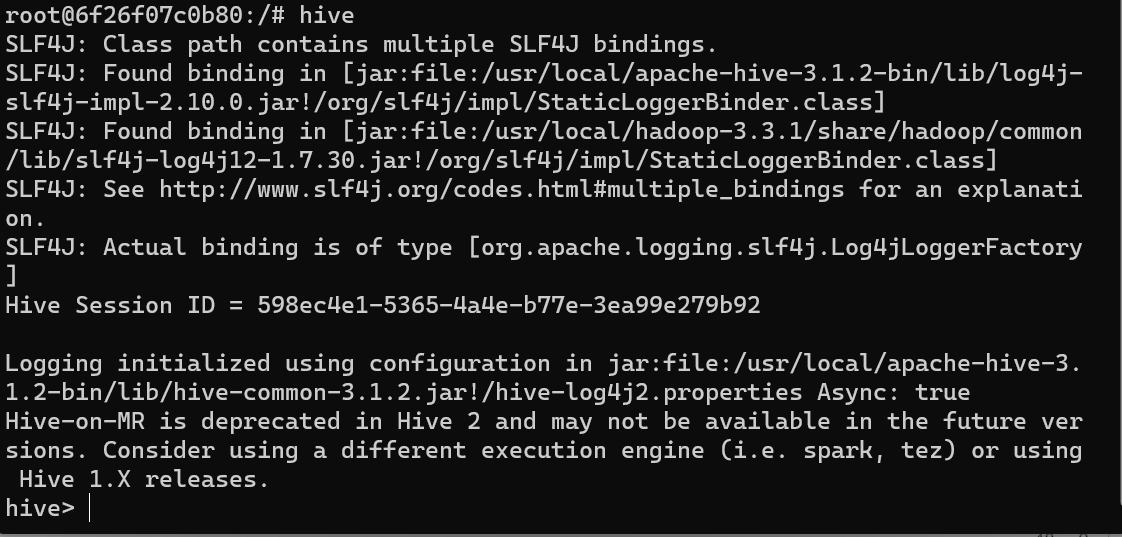 root@6f26f07c0b80:/# hive
SLF4J: Class path contains multiple SLF4J bindings.
SLF4J: Found binding in [jar:file:/usr/local/apache-hive-3.1.2-bin/lib/log4j-
slf4j-impl-2.10.0.jar!/org/slf4j/impl/StaticLoggerBinder.class]
SLF4J: Found binding in [jar:file:/usr/local/hadoop-3.3.1/share/hadoop/common
/lib/slf4j-log4j12-1.7.30.jar!/org/slf4j/impl/StaticLoggerBinder.class]
SLF4J: See http://www.slf4j.org/codes.html#multiple_bindings for an explanati
on.
SLF4J: Actual binding is of type [org.apache.logging.slf4j.Log4jLoggerFactory
]
Hive Session ID = 598ec4e1-5365-4a4e-b77e-3ea99e279b92

Logging initialized using configuration in jar:file:/usr/local/apache-hive-3.
1.2-bin/lib/hive-common-3.1.2.jar!/hive-log4j2.properties Async: true
Hive-on-MR is deprecated in Hive 2 and may not be available in the future ver
sions. Consider using a different execution engine (i.e. spark, tez) or using
 Hive 1.X releases.
hive>